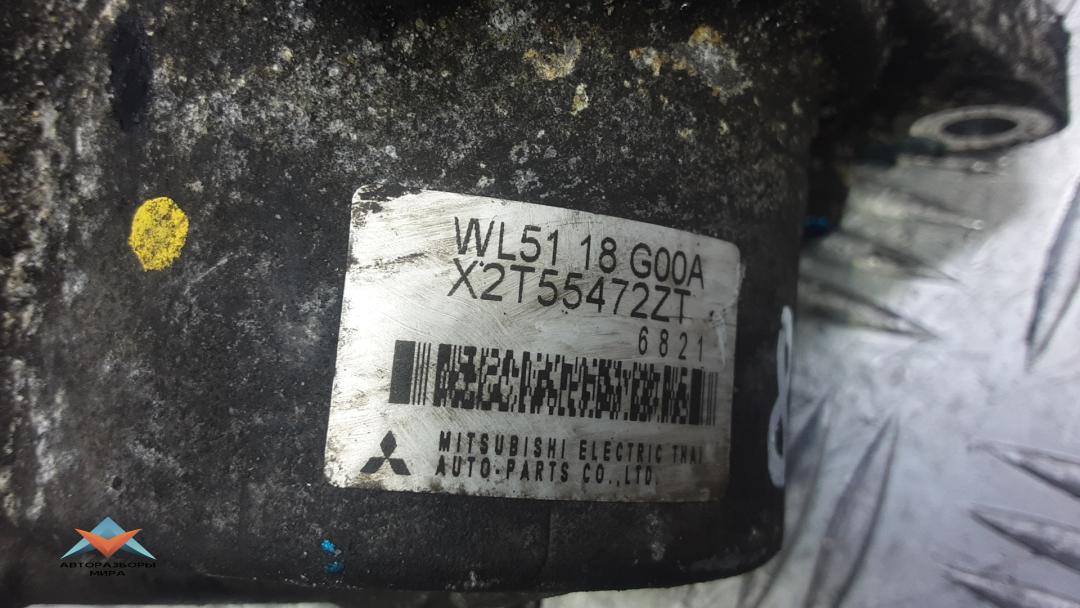 WL51 18 G00A
X2T55472ZT
6821
MITSUBISHI ELECTRIC THAI
AUTO-PARTS CO.,LTD.
АВТОРАЗБОРЫ
МИРА